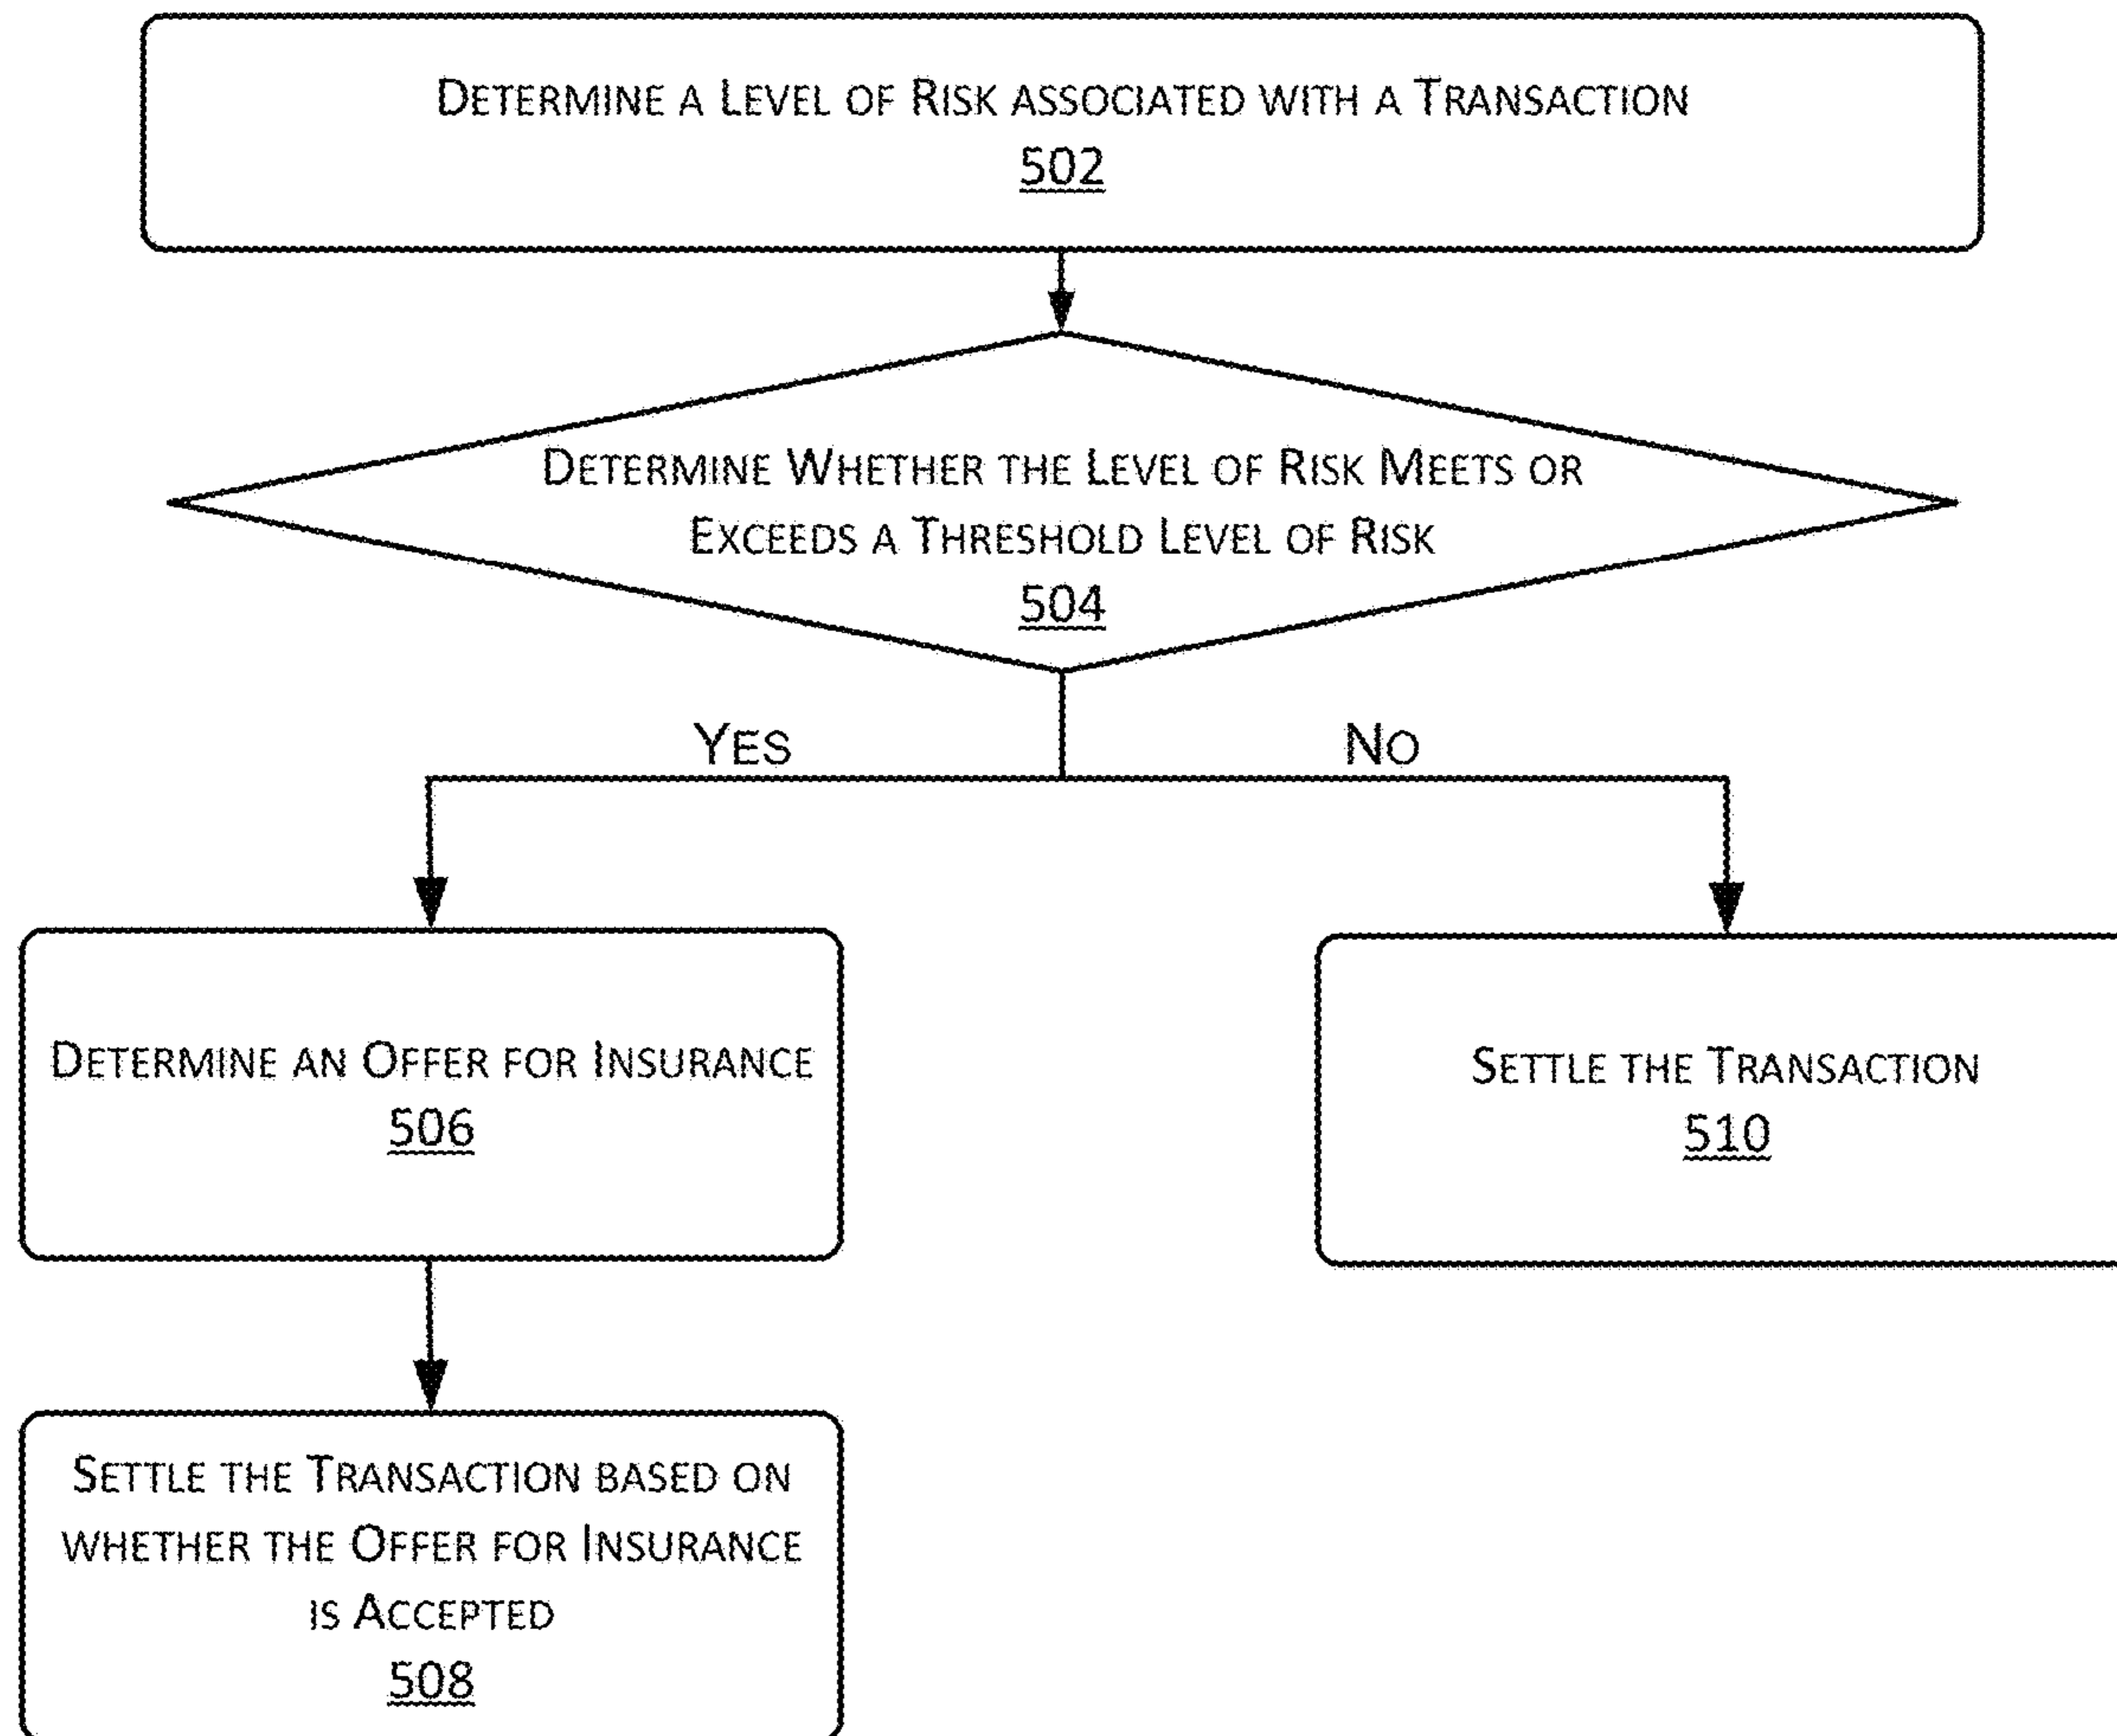 Determine a Level of Risk associated with a Transaction
502
Determine Whether the Level of Risk Meets or
Exceeds a Threshold Level of Risk
504
Yes
No
Determine an Offer for Insurance
506
Settle the Transaction
510
Settle the Transaction based on
whether the Offer for Insurance
is Accepted
508